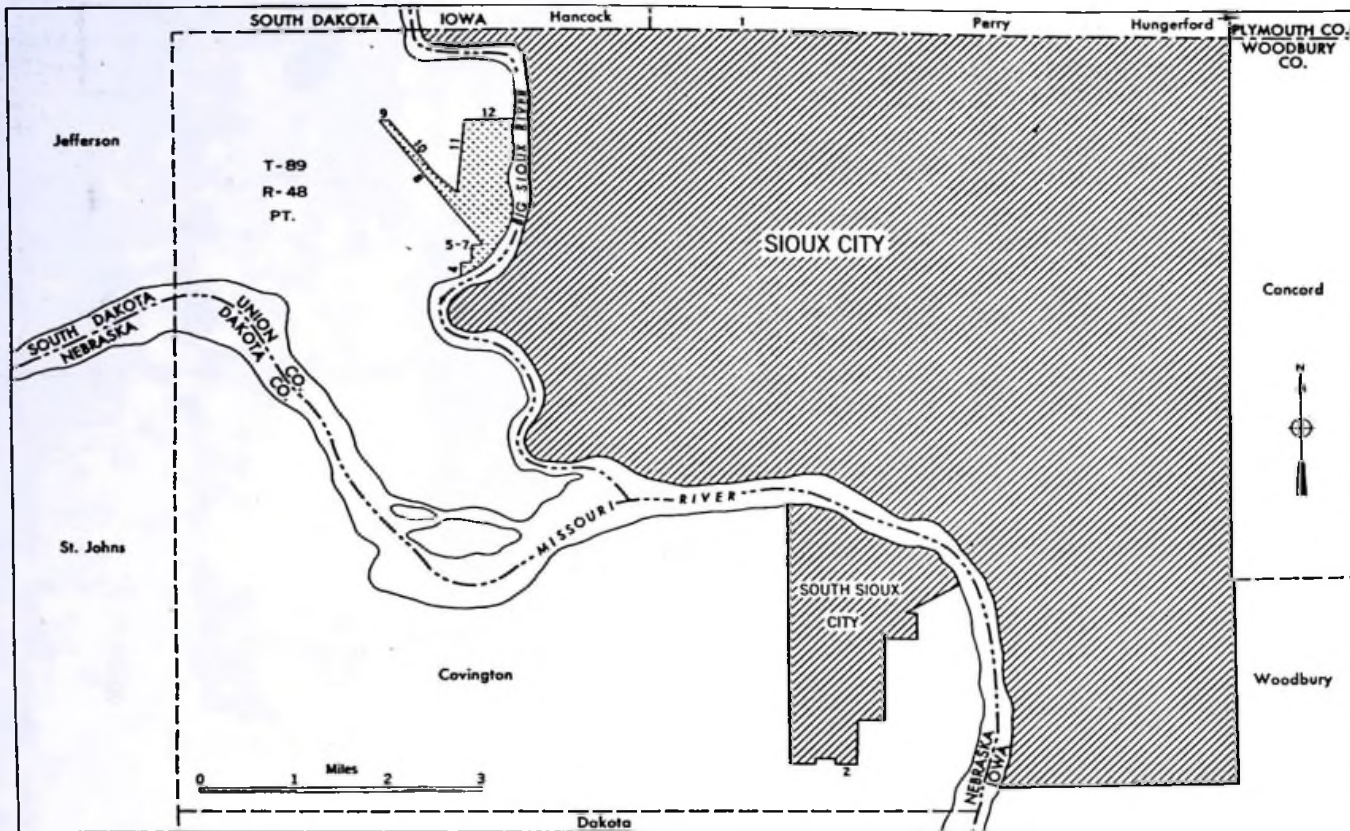 SOUTH DAKOTA
IOWA
Hancock
1
Perry
Hungerford
PLYMOUTH CO.
WOODBURY CO.
Jefferson
T-89
R-48
PT.
9
10
8
11
12
5-7
4
BIG SIOUX RIVER
SIOUX CITY
Concord
N
SOUTH DAKOTA
NEBRASKA
UNION CO.
DAKOTA CO.
MISSOURI RIVER
St. Johns
SOUTH SIOUX
CITY
Covington
Woodbury
2
NEBRASKA
IOWA
Miles
0 1 2 3
Dakota